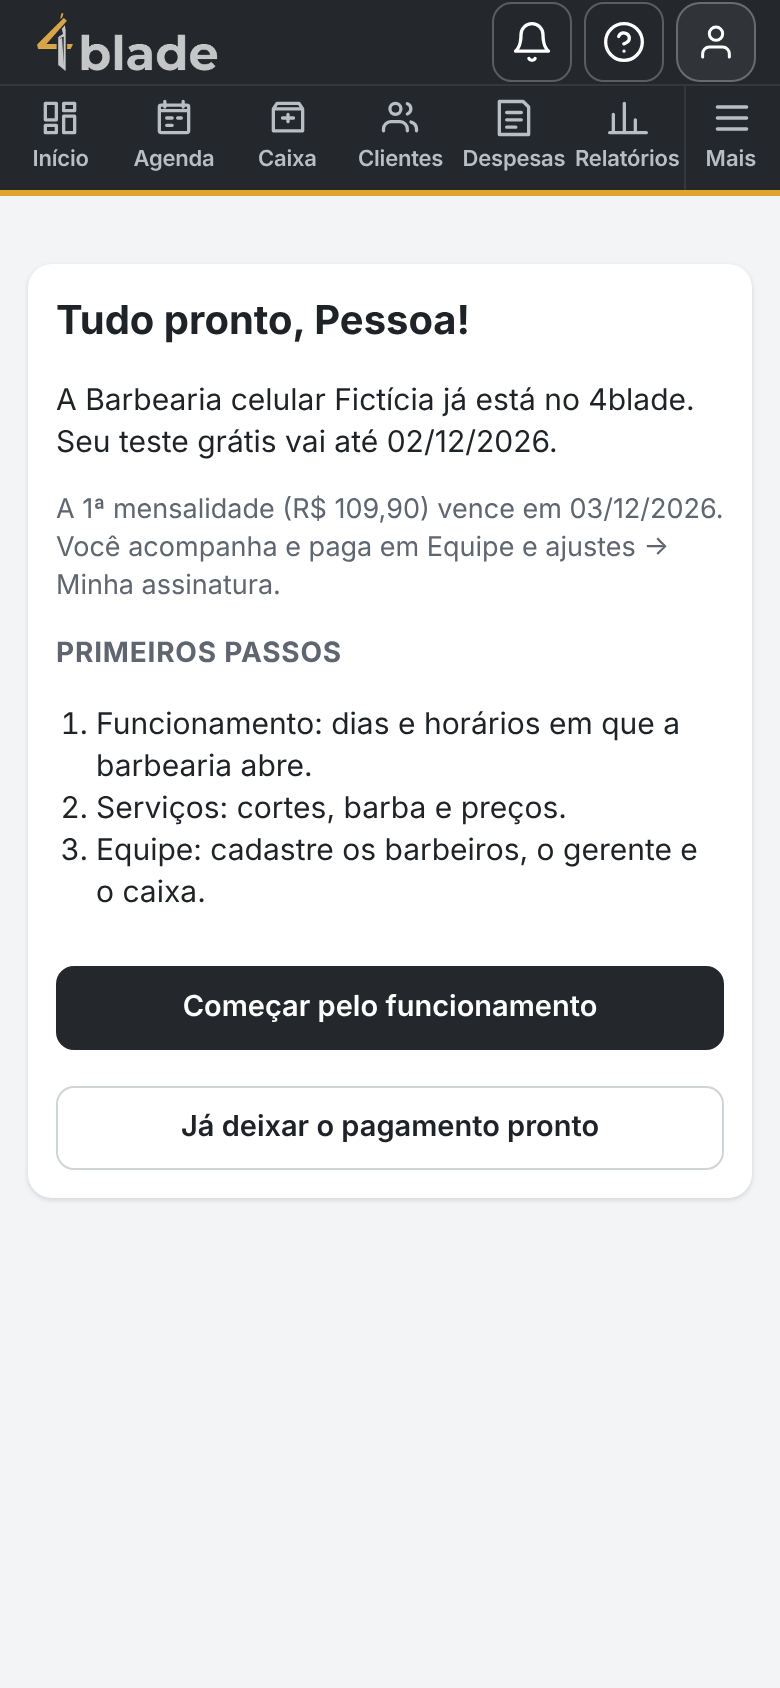 4blade
Início
Agenda
Caixa
Clientes
Despesas
Relatórios
Mais
Tudo pronto, Pessoa!
A Barbearia celular Fictícia já está no 4blade.
Seu teste grátis vai até 02/12/2026.
A 1ª mensalidade (R$ 109,90) vence em 03/12/2026.
Você acompanha e paga em Equipe e ajustes →
Minha assinatura.
PRIMEIROS PASSOS
1. Funcionamento: dias e horários em que a
barbearia abre.
2. Serviços: cortes, barba e preços.
3. Equipe: cadastre os barbeiros, o gerente e
o caixa.
Começar pelo funcionamento
Já deixar o pagamento pronto